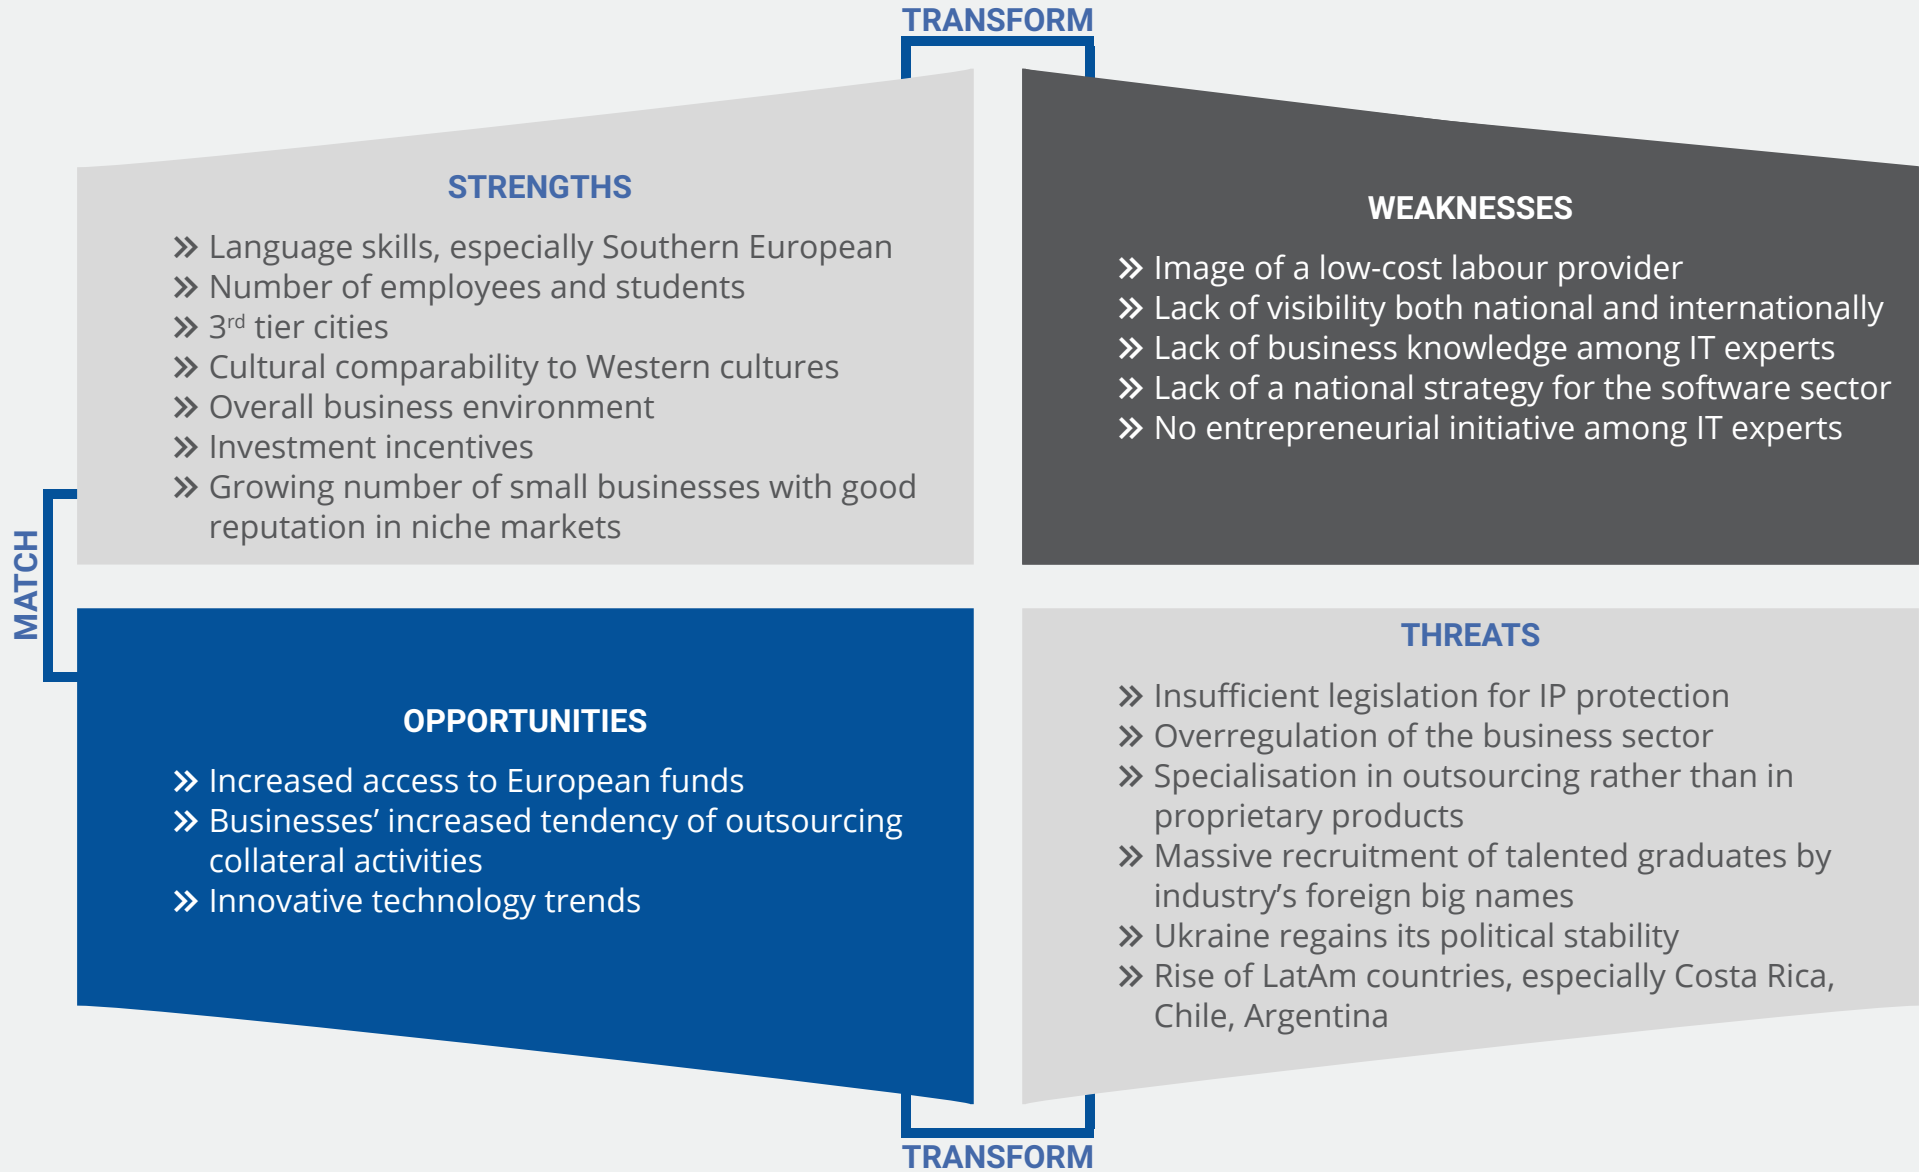 TRANSFORM
STRENGTHS
» Language skills, especially Southern European
» Number of employees and students
» 3rd tier cities
» Cultural comparability to Western cultures
» Overall business environment
» Investment incentives
» Growing number of small businesses with good
reputation in niche markets
WEAKNESSES
» Image of a low-cost labour provider
» Lack of visibility both national and internationally
» Lack of business knowledge among IT experts
» Lack of a national strategy for the software sector
» No entrepreneurial initiative among IT experts
MATCH
OPPORTUNITIES
» Increased access to European funds
» Businesses’ increased tendency of outsourcing
collateral activities
» Innovative technology trends
THREATS
» Insufficient legislation for IP protection
» Overregulation of the business sector
» Specialisation in outsourcing rather than in
proprietary products
» Massive recruitment of talented graduates by
industry’s foreign big names
» Ukraine regains its political stability
» Rise of LatAm countries, especially Costa Rica,
Chile, Argentina
TRANSFORM